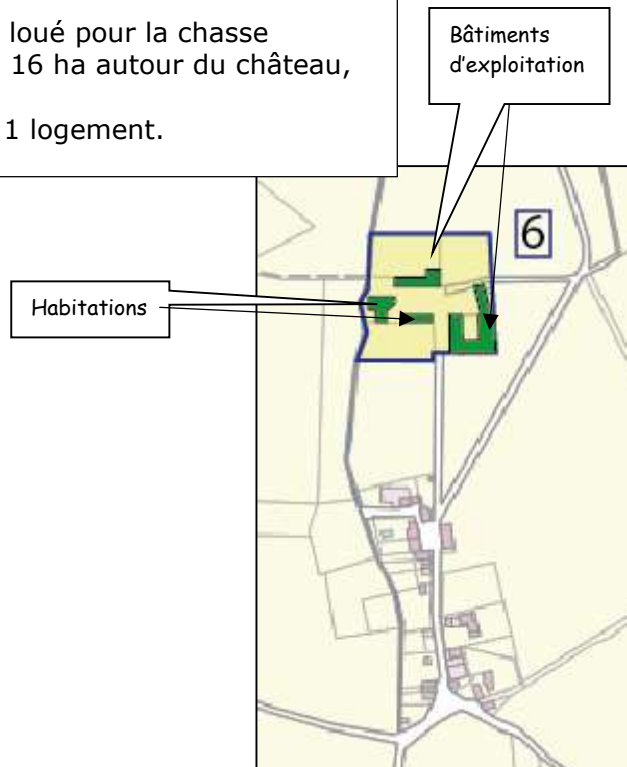 loué pour la chasse
16 ha autour du château,
1 logement.
Bâtiments
d'exploitation
6
Habitations